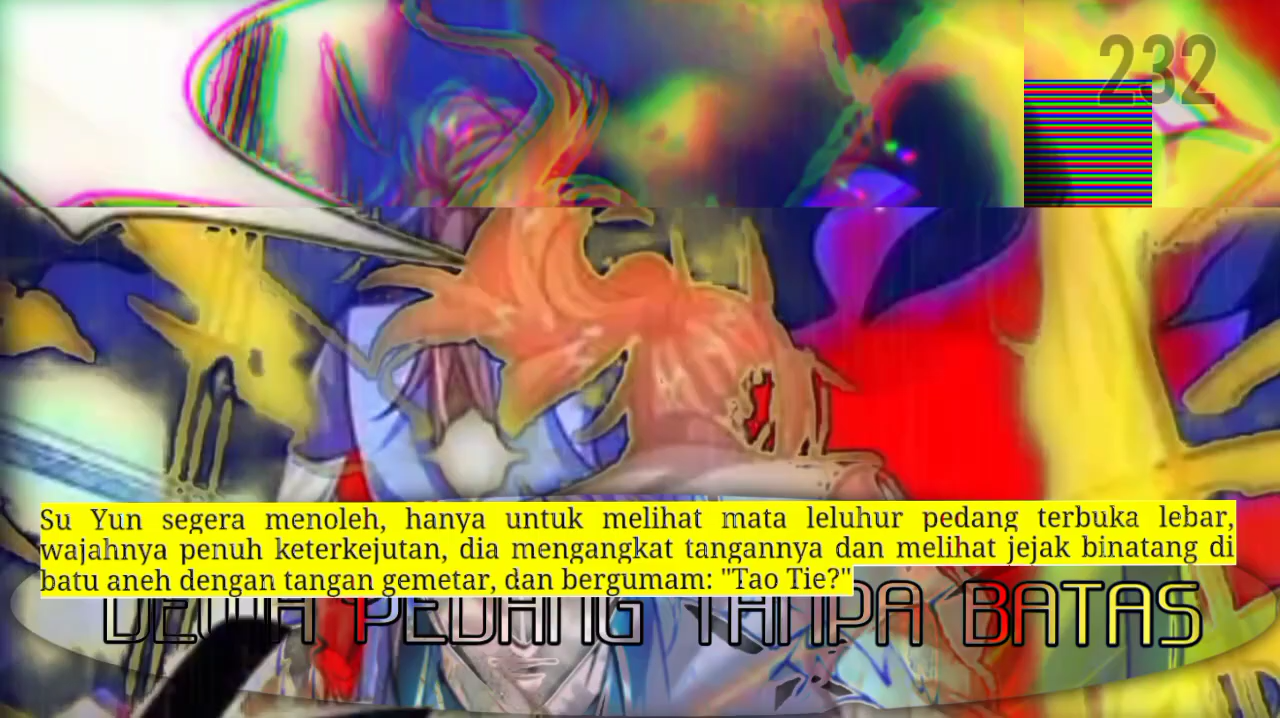 232
Su Yun segera menoleh, hanya untuk melihat mata leluhur pedang terbuka lebar,
wajahnya penuh keterkejutan, dia mengangkat tangannya dan melihat jejak binatang di
batu aneh dengan tangan gemetar, dan bergumam: "Tao Tie?"
DEWA PEDANG TANPA BATAS